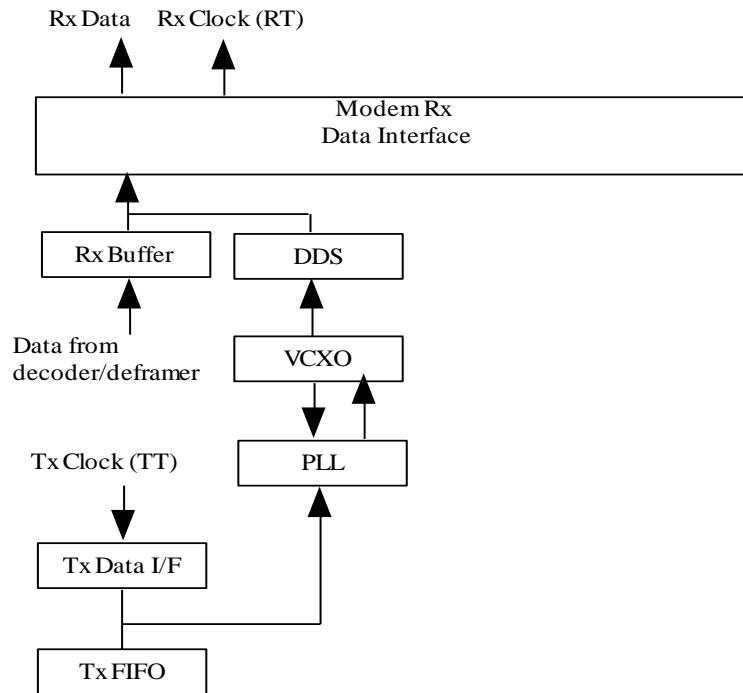 Rx Data
Rx Clock (RT)
Modem Rx
Data Interface
Rx Buffer
DDS
Data from
decoder/deframer
VCXO
Tx Clock (TT)
PLL
Tx Data I/F
Tx FIFO